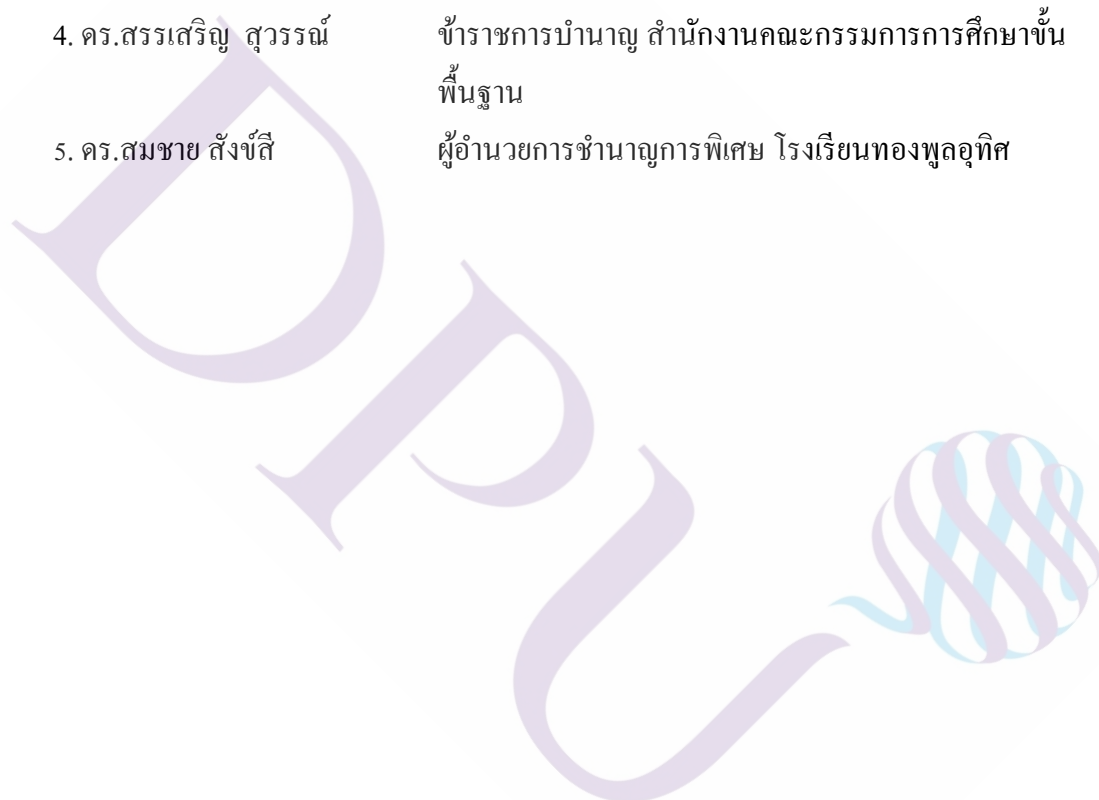 4. ดร.สรรเสริญ สุวรรณ์ ข้าราชการบำนาญ สำนักงานคณะกรรมการการศึกษาขั้น
พื้นฐาน
5. ดร.สมชาย สังข์สี ผู้อำนวยการชำนาญการพิเศษ โรงเรียนทองพูลอุทิศ
DPU